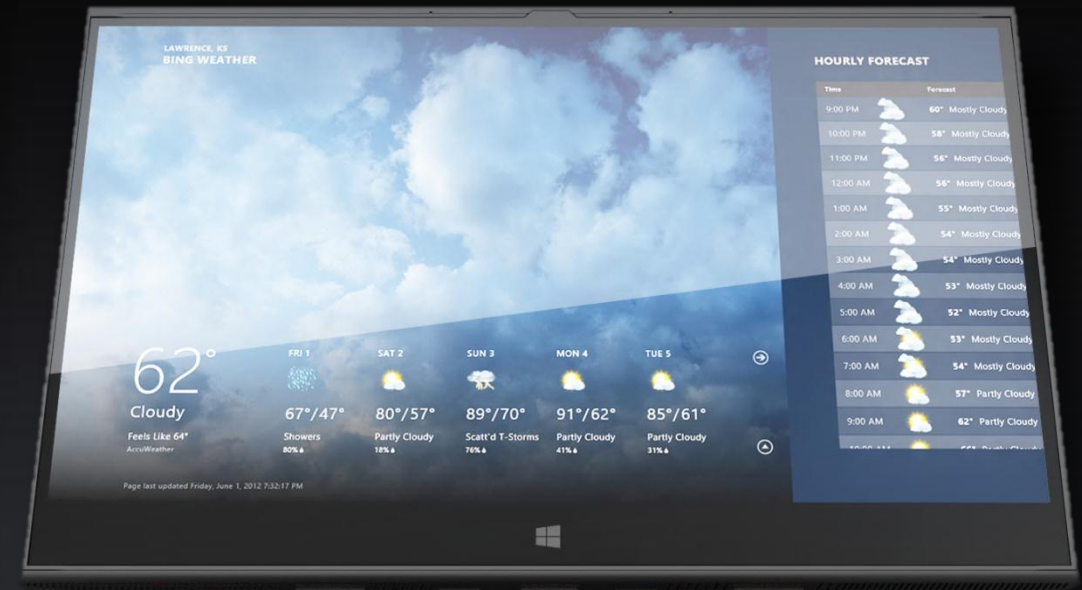 LAWRENCE, KS
BING WEATHER
62°
Cloudy
Feels Like 64°
AccuWeather
FRI 1
67°/47°
Showers
80%
SAT 2
80°/57°
Partly Cloudy
18%
SUN 3
89°/70°
Scatt'd T-Storms
76%
MON 4
91°/62°
Partly Cloudy
41%
TUE 5
85°/61°
Partly Cloudy
31%
Page last updated Friday, June 1, 2012 7:32:17 PM
HOURLY FORECAST
Time Forecast
9:00 PM 60° Mostly Cloudy
10:00 PM 58° Mostly Cloudy
11:00 PM 56° Mostly Cloudy
12:00 AM 56° Mostly Cloudy
1:00 AM 55° Mostly Cloudy
2:00 AM 54° Mostly Cloudy
3:00 AM 54° Mostly Cloudy
4:00 AM 53° Mostly Cloudy
5:00 AM 52° Mostly Cloudy
6:00 AM 53° Mostly Cloudy
7:00 AM 54° Mostly Cloudy
8:00 AM 57° Partly Cloudy
9:00 AM 62° Partly Cloudy